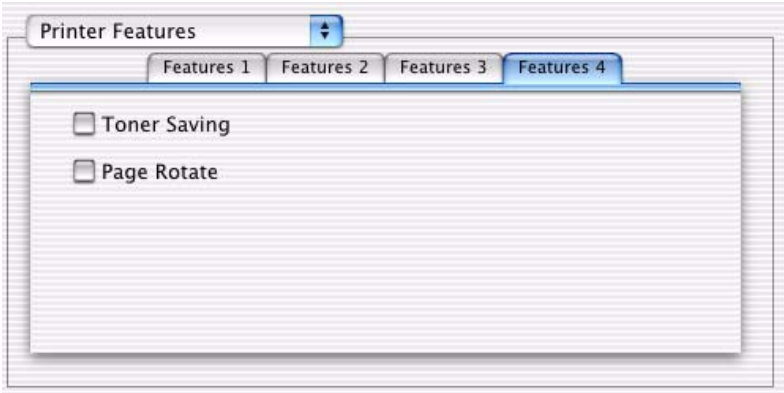 Printer Features
Features 1 Features 2 Features 3 Features 4
Toner Saving
Page Rotate